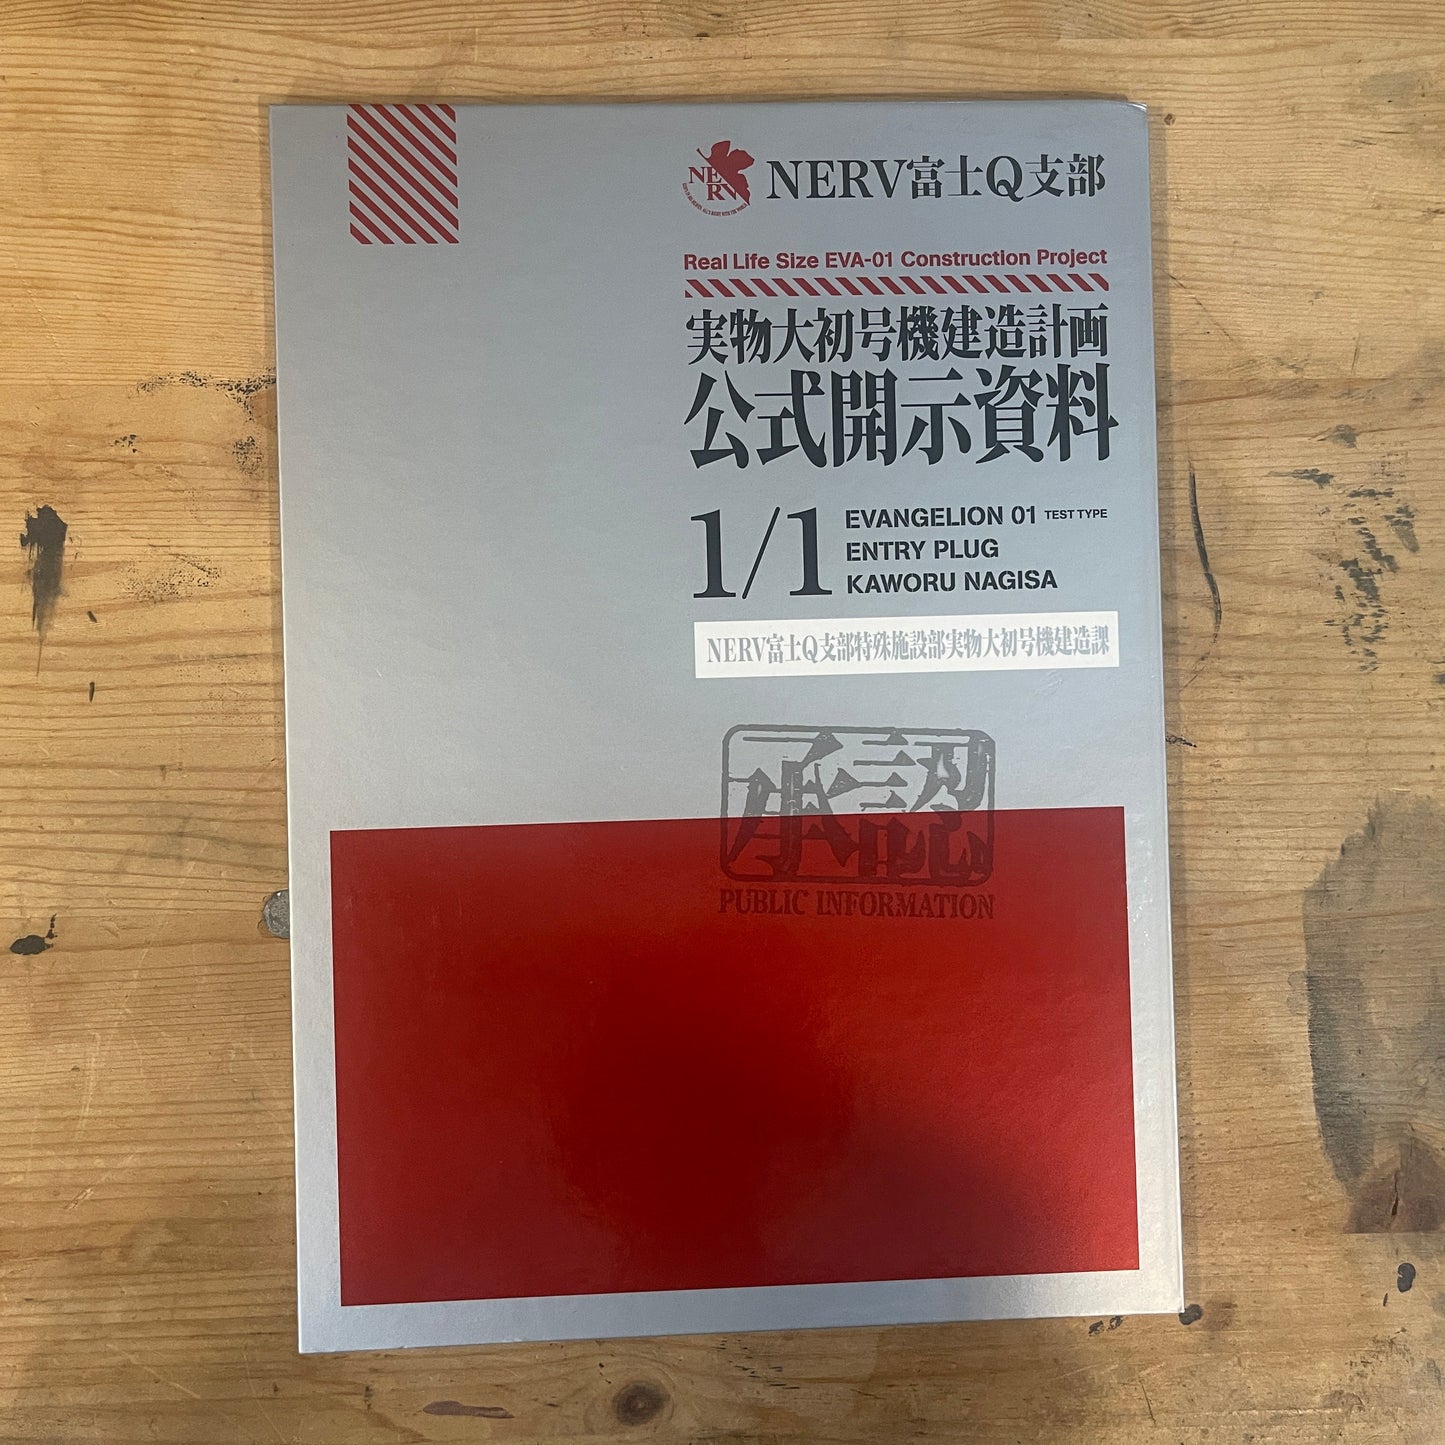 NERV
NERV富士Q支部
Real Life Size EVA-01 Construction Project
実物大初号機建造計画
公式開示資料
1/1
EVANGELION 01 TEST TYPE
ENTRY PLUG
KAWORU NAGISA
NERV富士Q支部特殊施設部実物大初号機建造課
承認
PUBLIC INFORMATION